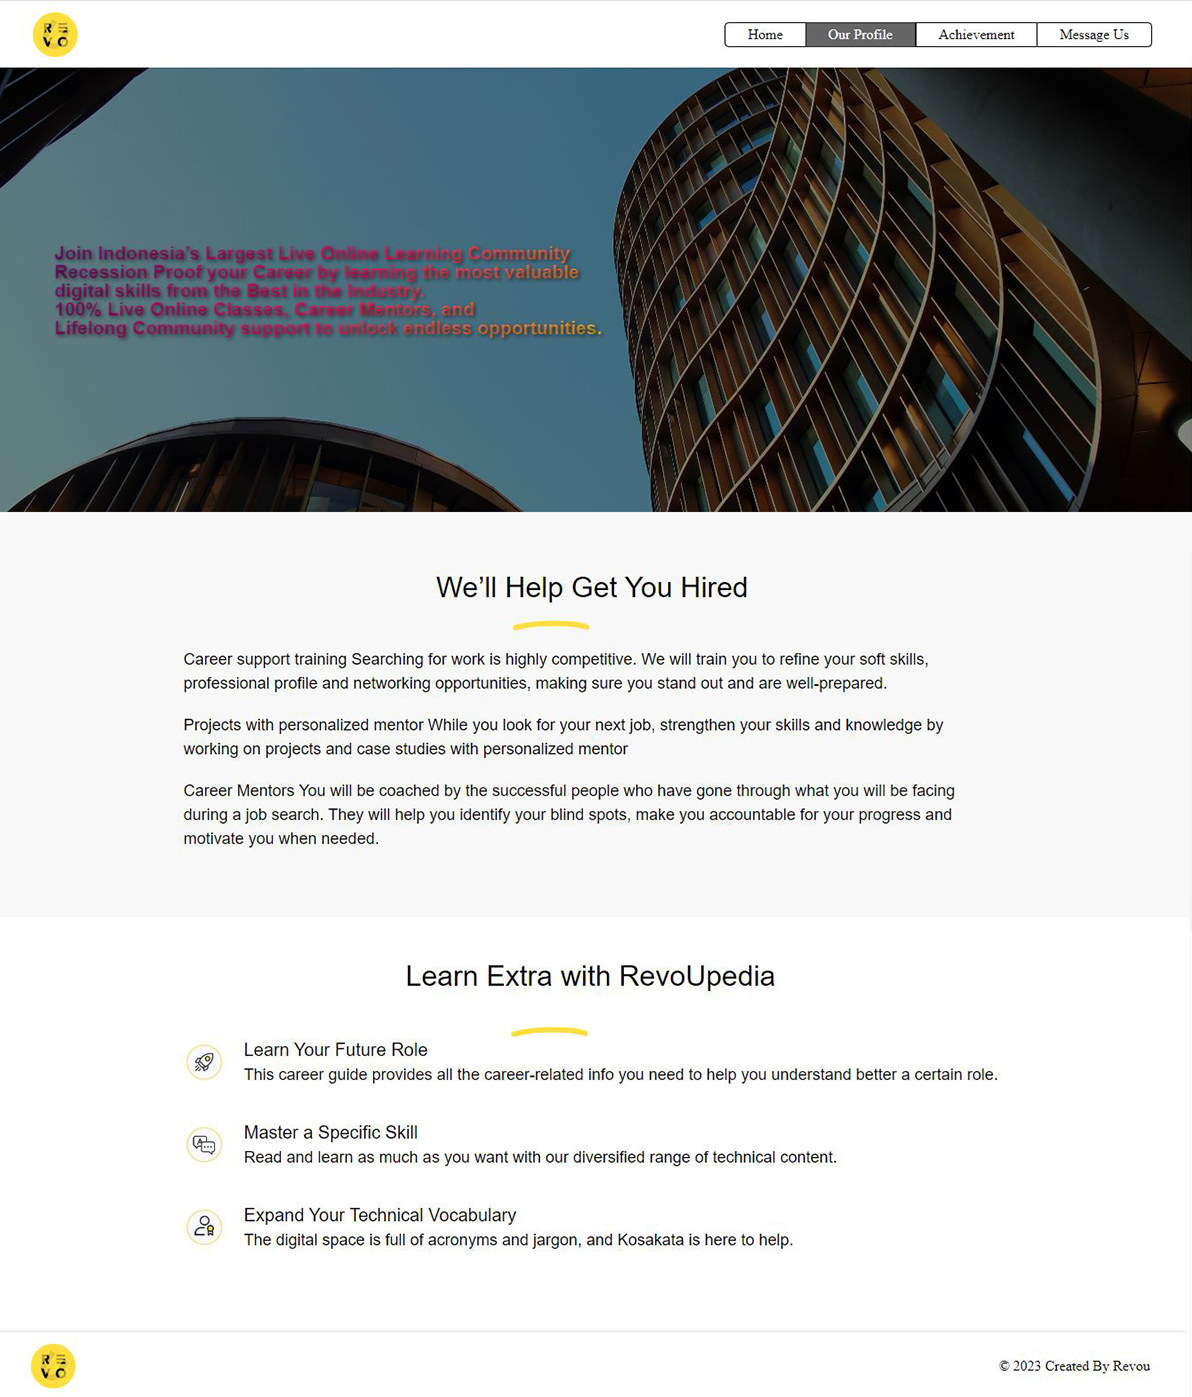 REVO
Home
Our Profile
Achievement
Message Us
Join Indonesia's Largest Live Online Learning Community
Recession Proof your Career by learning the most valuable
digital skills from the Best in the Industry.
100% Live Online Classes, Career Mentors, and
Lifelong Community support to unlock endless opportunities.
We'll Help Get You Hired
Career support training Searching for work is highly competitive. We will train you to refine your soft skills,
professional profile and networking opportunities, making sure you stand out and are well-prepared.
Projects with personalized mentor While you look for your next job, strengthen your skills and knowledge by
working on projects and case studies with personalized mentor
Career Mentors You will be coached by the successful people who have gone through what you will be facing
during a job search. They will help you identify your blind spots, make you accountable for your progress and
motivate you when needed.
Learn Extra with RevoUpedia
Learn Your Future Role
This career guide provides all the career-related info you need to help you understand better a certain role.
Master a Specific Skill
Read and learn as much as you want with our diversified range of technical content.
Expand Your Technical Vocabulary
The digital space is full of acronyms and jargon, and Kosakata is here to help.
REVO
© 2023 Created By Revou